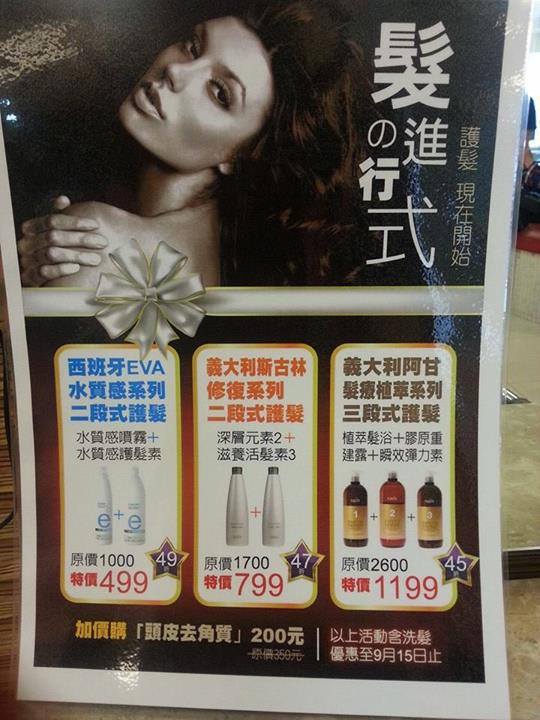 髮の進行式
護髮 現在開始
西班牙EVA
水質感系列
二段式護髮
水質感噴霧＋
水質感護髮素
e + e
原價1000
49
特價499
義大利斯古林
修復系列
二段式護髮
深層元素2＋
滋養活髮素3
+
原價1700
47
特價799
義大利阿甘
髮療植萃系列
三段式護髮
植萃髮浴＋膠原重
建露＋瞬效彈力素
1 + 2 + 3
原價2600
45
特價1199
加價購「頭皮去角質」200元
原價350元
以上活動含洗髮
優惠至9月15日止